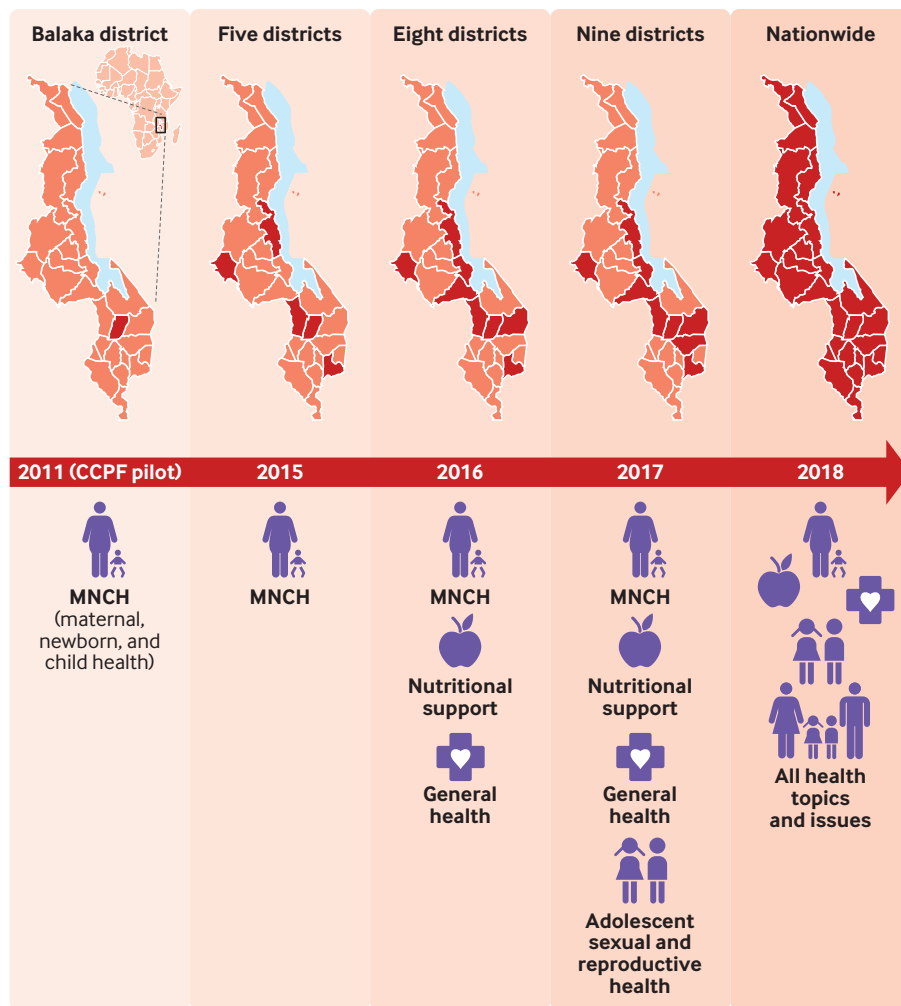 Balaka district
Five districts
Eight districts
Nine districts
Nationwide
2011 (CCPF pilot)
2015
2016
2017
2018
MNCH
(maternal,
newborn, and
child health)
MNCH
MNCH
Nutritional
support
General
health
MNCH
Nutritional
support
General
health
Adolescent
sexual and
reproductive
health
All health
topics
and issues